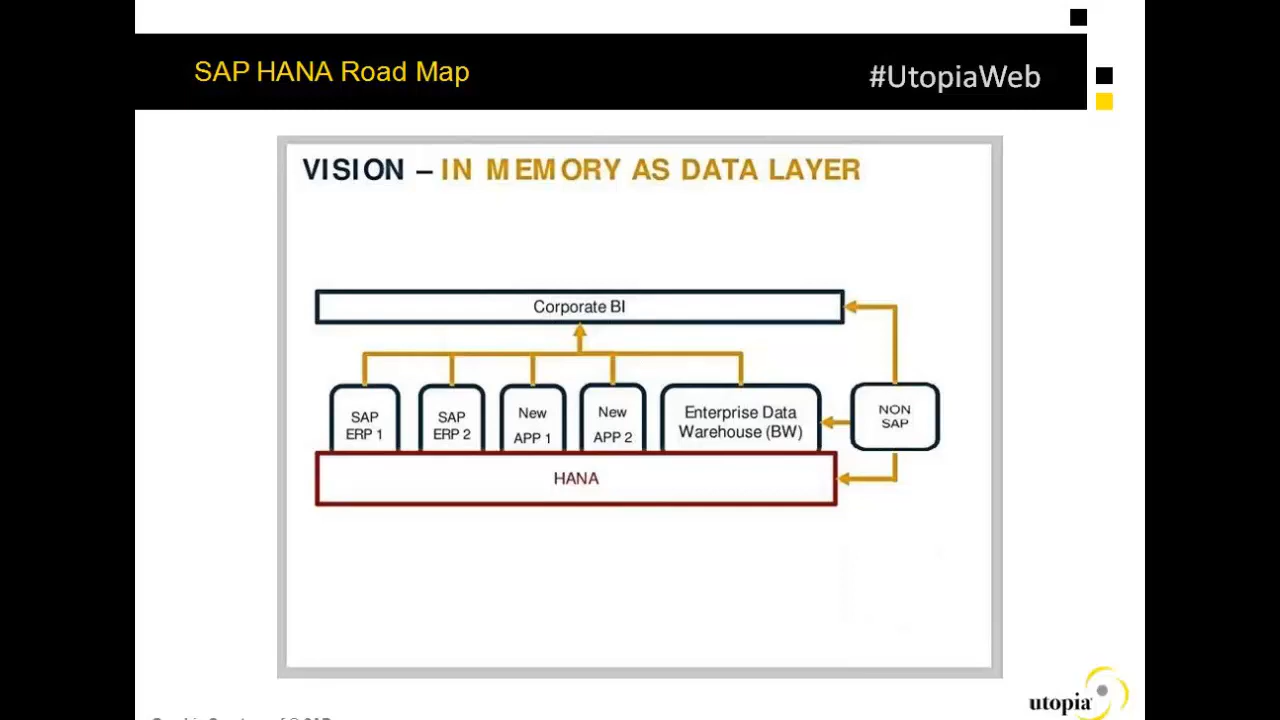 SAP HANA Road Map
#UtopiaWeb
VISION – IN MEMORY AS DATA LAYER
Corporate BI
SAP
ERP 1
SAP
ERP 2
New
APP 1
New
APP 2
Enterprise Data
Warehouse (BW)
NON
SAP
HANA
utopia